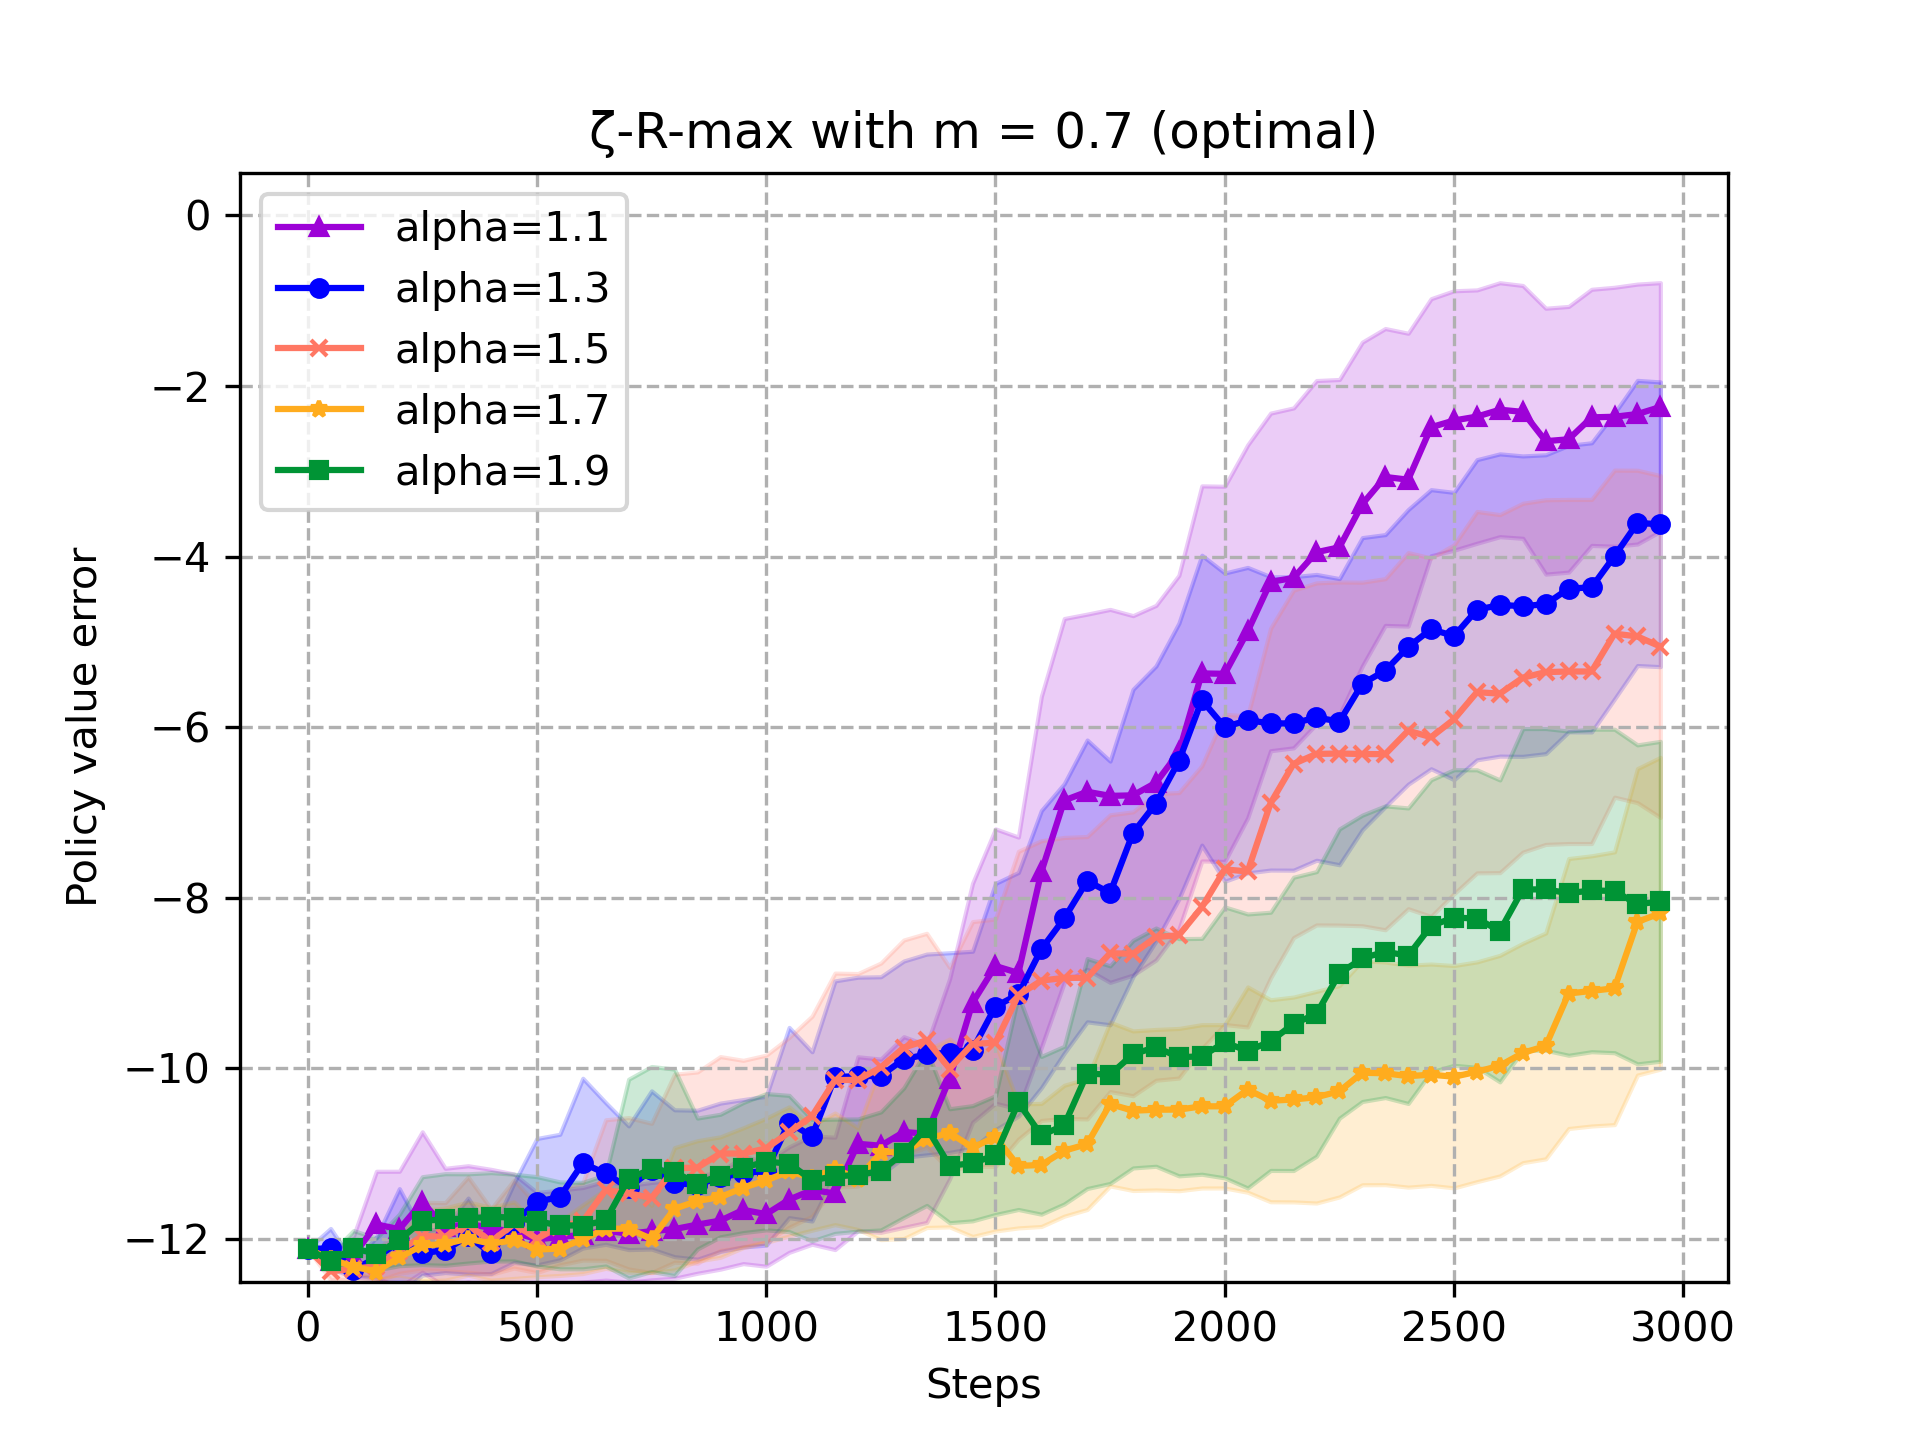 ζ-R-max with m = 0.7 (optimal)
alpha=1.1
alpha=1.3
alpha=1.5
alpha=1.7
alpha=1.9
Policy value error
0
−2
−4
−6
−8
−10
−12
0 500 1000 1500 2000 2500 3000
Steps